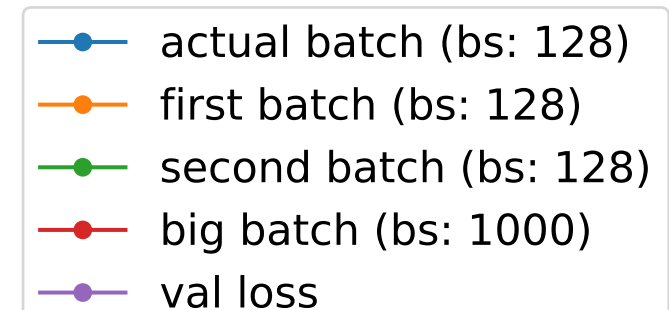 actual batch (bs: 128)
first batch (bs: 128)
second batch (bs: 128)
big batch (bs: 1000)
val loss